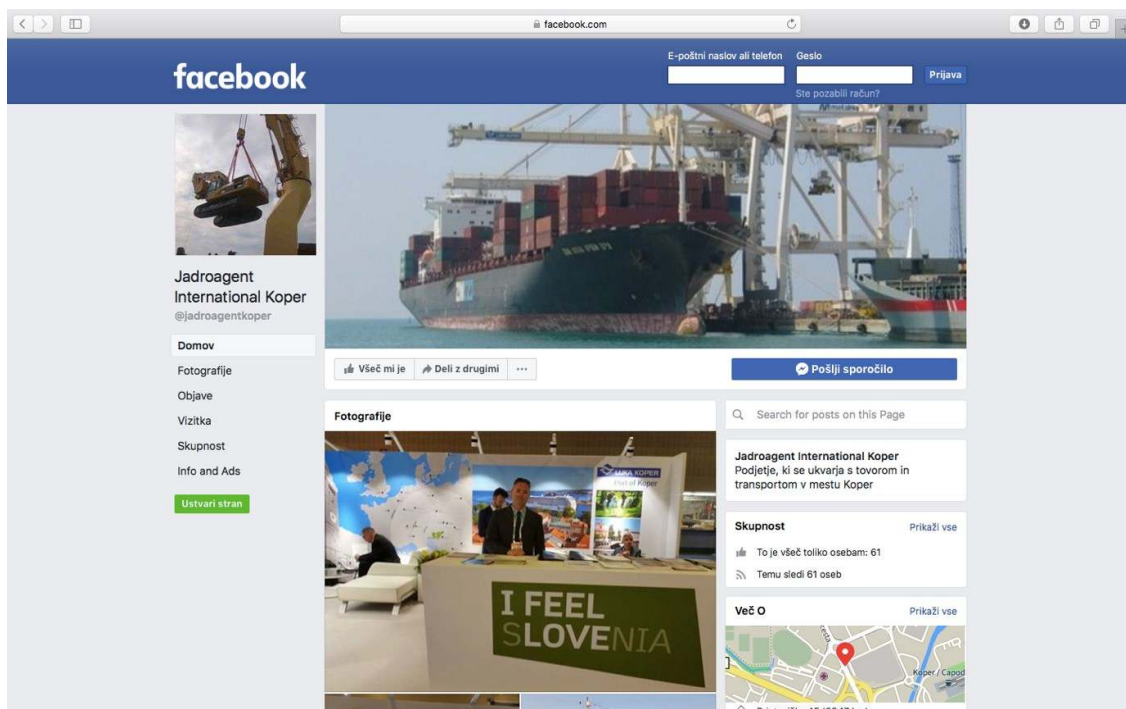 facebook.com
E-poštni naslov ali telefon
Geslo
facebook
Prijava
Ste pozabili račun?
Jadroagent
International Koper
@jadroagentkoper
Domov
Fotografije
Objave
Vizitka
Skupnost
Info and Ads
Ustvari stran
Všeč mi je
Deli z drugimi
Pošlji sporočilo
Fotografije
LUKA KOPER
Port of Koper
I FEEL
SLOVENIA
Search for posts on this Page
Jadroagent International Koper
Podjetje, ki se ukvarja s tovorom in
transportom v mestu Koper
Skupnost
Prikaži vse
To je všeč toliko osebam: 61
Temu sledi 61 oseb
Več O
Prikaži vse
cesta
Koper / Capod